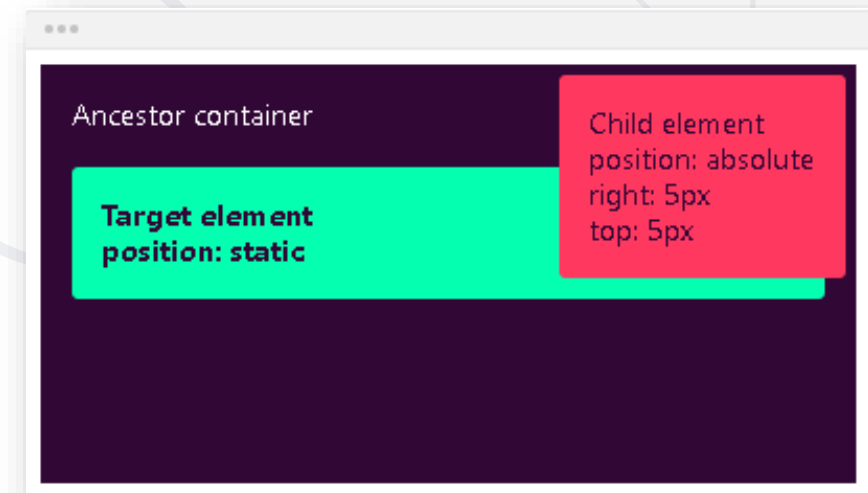 Ancestor container
Child element
position: absolute
right: 5px
top: 5px
Target element
position: static